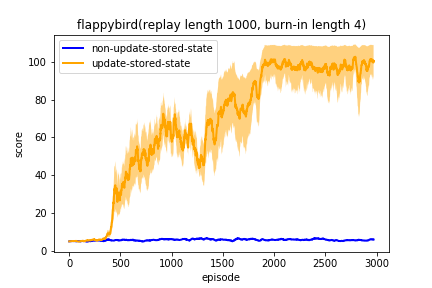 flappybird(replay length 1000, burn-in length 4)
non-update-stored-state
update-stored-state
score
100
80
60
40
20
0
0
500
1000
1500
2000
2500
3000
episode